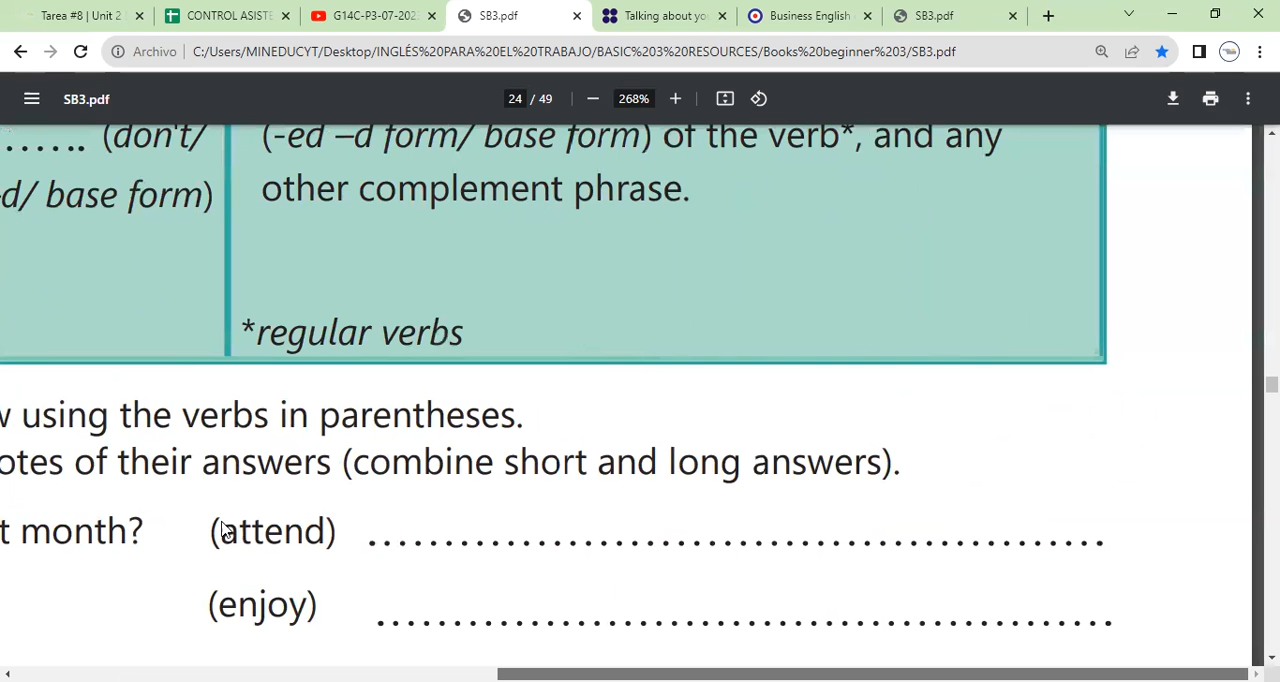 Tarea #8 | Unit 2
CONTROL ASISTE
G14C-P3-07-202
SB3.pdf
Talking about yo
Business English
SB3.pdf
Archivo
C:/Users/MINEDUCYT/Desktop/INGLÉS%20PARA%20EL%20TRABAJO/BASIC%203%20RESOURCES/Books%20beginner%203/SB3.pdf
SB3.pdf
24 / 49
268%
...... (don't/
d/ base form)
(-ed –d form/ base form) of the verb*, and any
other complement phrase.
*regular verbs
w using the verbs in parentheses.
otes of their answers (combine short and long answers).
t month? (attend) ................................................
(enjoy) ................................................